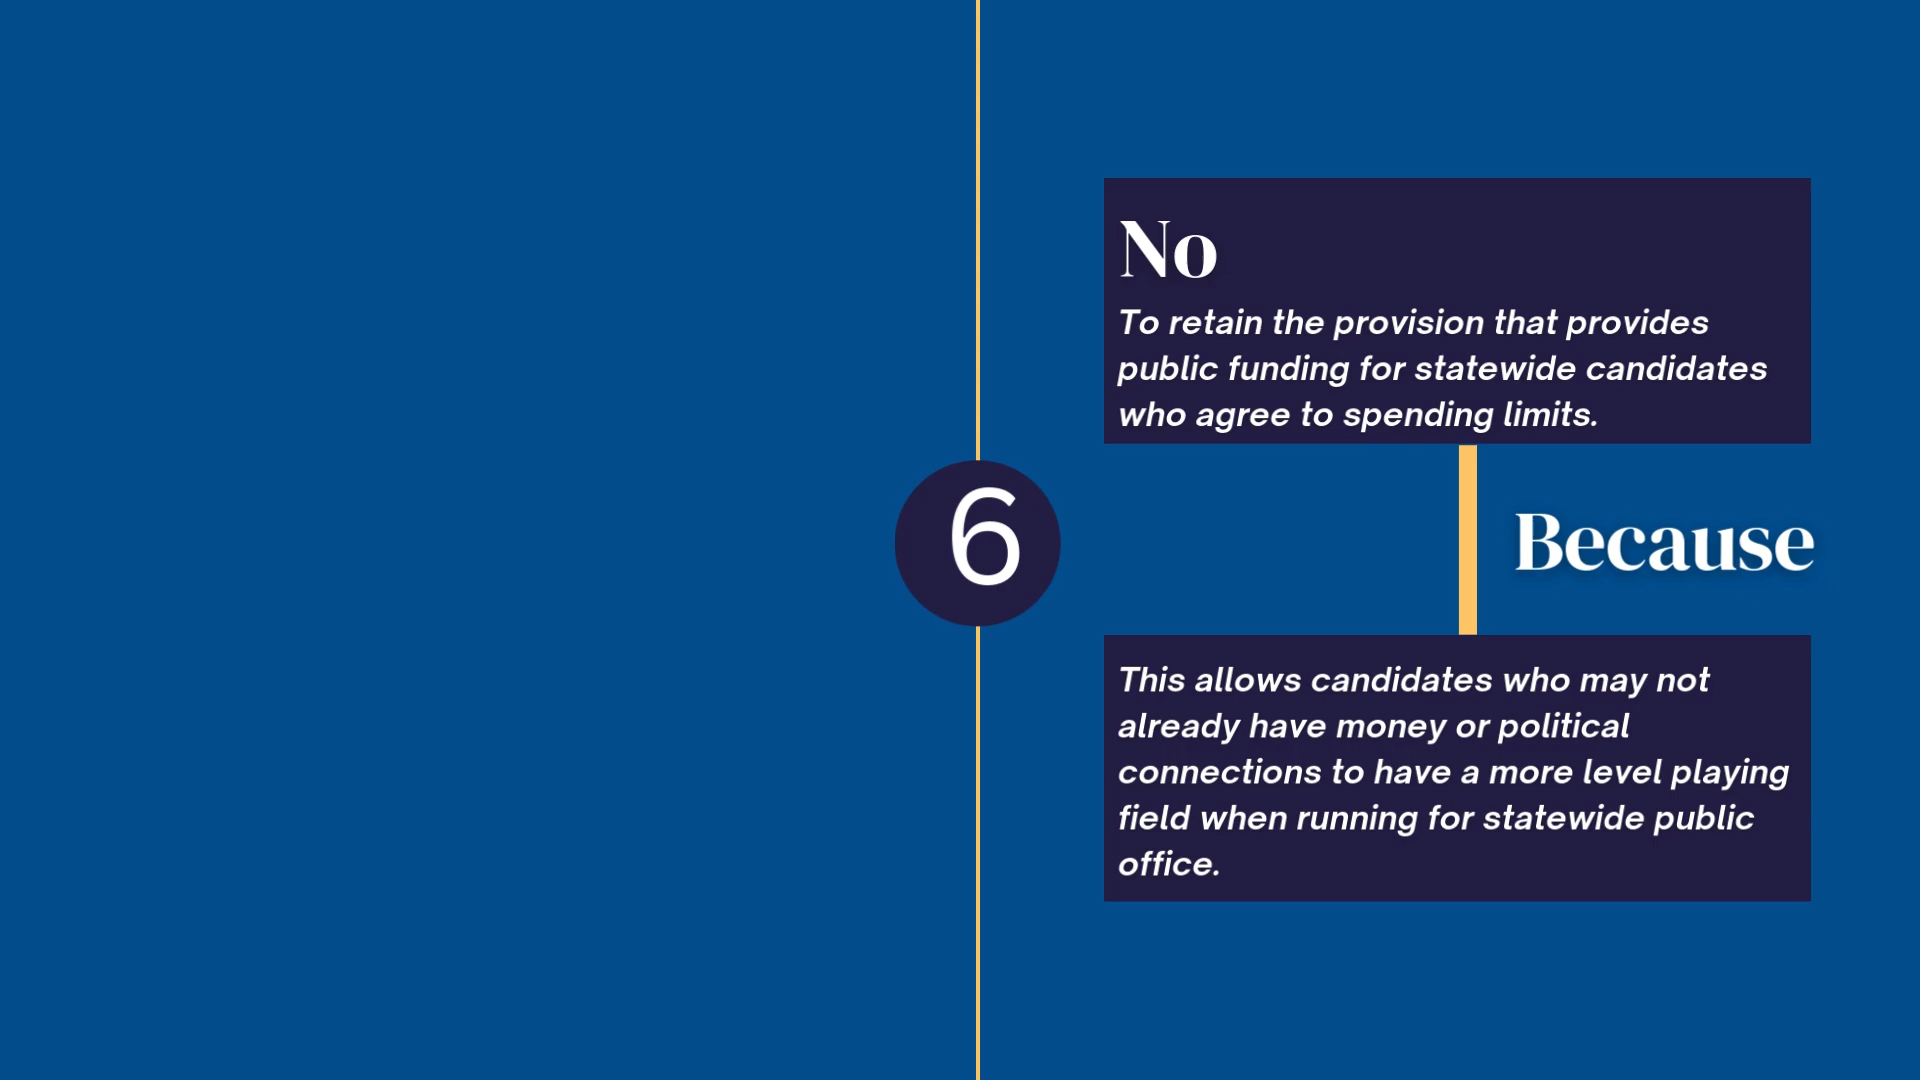 No
To retain the provision that provides
public funding for statewide candidates
who agree to spending limits.
6
Because
This allows candidates who may not
already have money or political
connections to have a more level playing
field when running for statewide public
office.